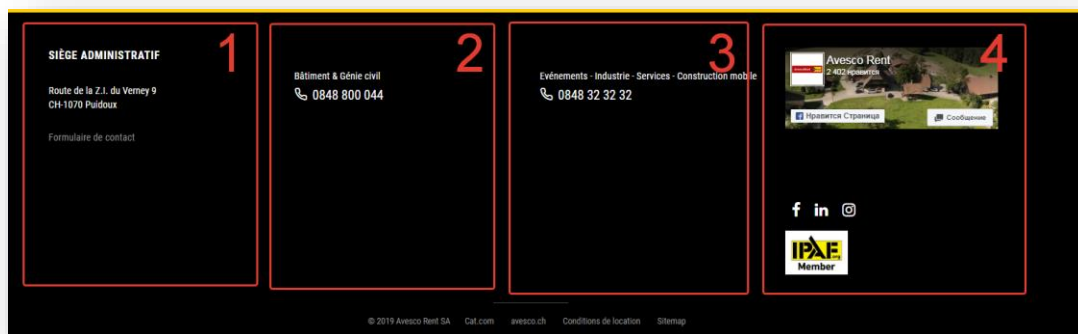 1
SIÈGE ADMINISTRATIF
Route de la Z.I. du Verney 9
CH-1070 Puidoux
Formulaire de contact
2
Bâtiment & Génie civil
0848 800 044
3
Evénements - Industrie - Services - Construction mobile
0848 32 32 32
4
Avesco Rent
2 402 нравится
Нравится Страница
Сообщение
f in
IPAF
Member
© 2019 Avesco Rent SA Cat.com avesco.ch Conditions de location Sitemap